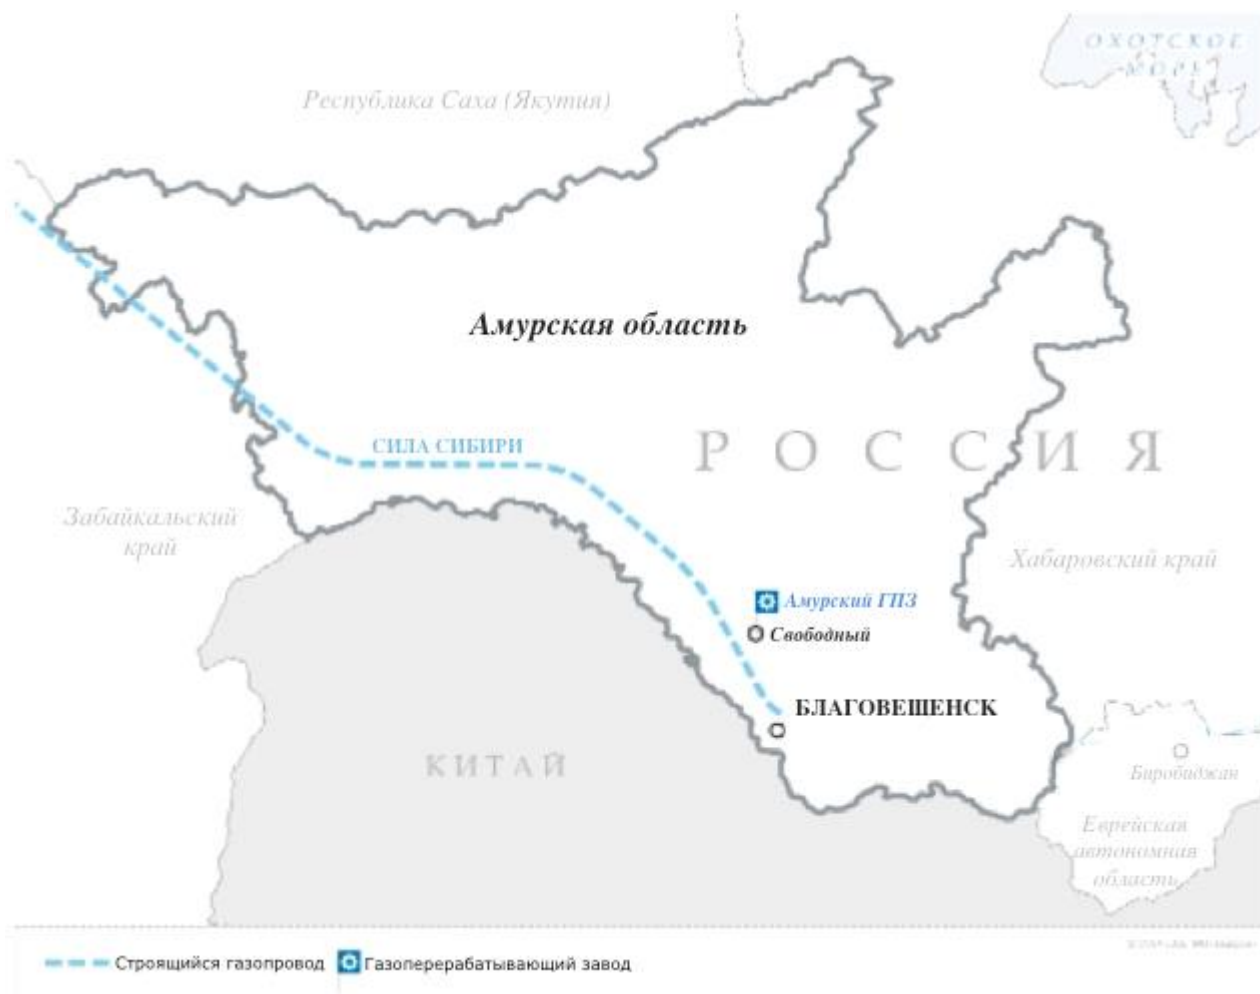 ОХОТСКОЕ
МОРЕ
Республика Саха (Якутия)
Амурская область
РОССИЯ
СИЛА СИБИРИ
Забайкальский
край
Хабаровский край
Амурский ГПЗ
Свободный
БЛАГОВЕШЕНСК
КИТАЙ
Биробиджан
Еврейская
автономная
область
Строящийся газопровод
Газоперерабатывающий завод